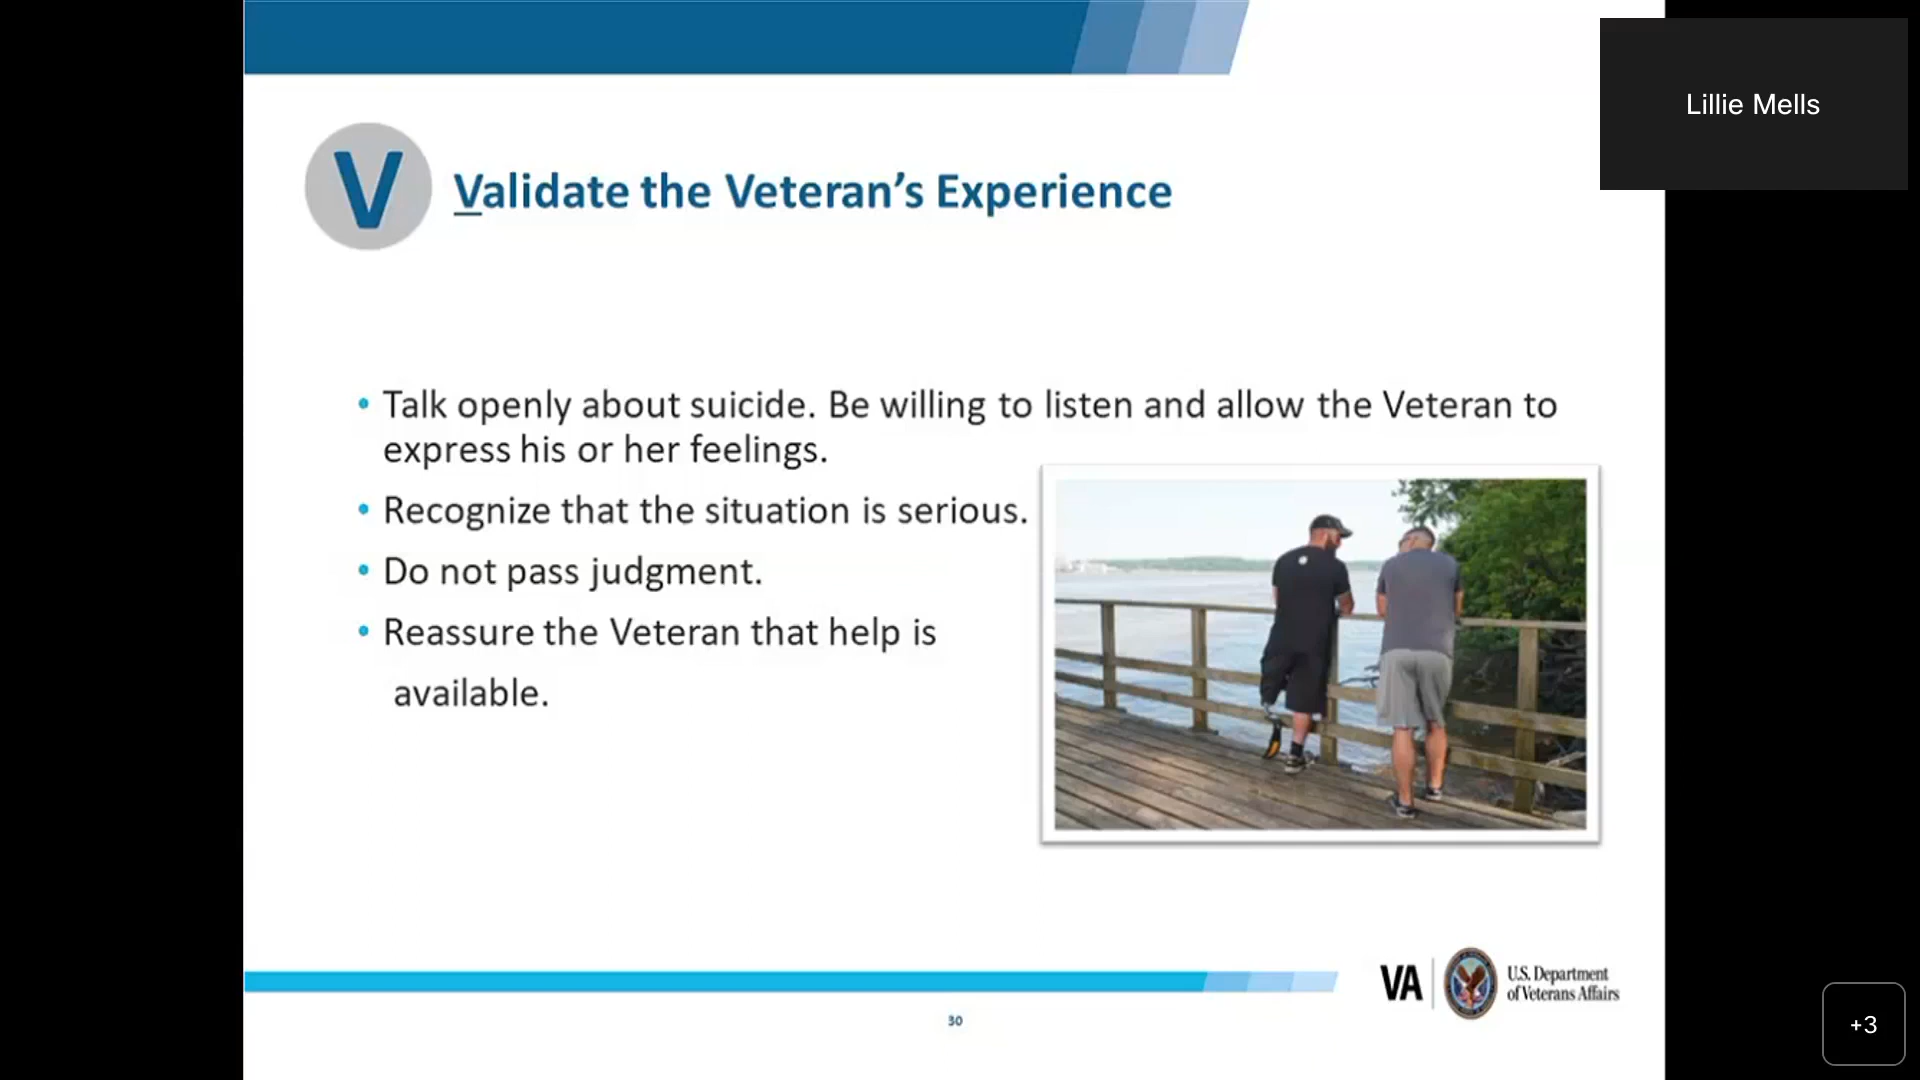 Lillie Mells
V
Validate the Veteran's Experience
• Talk openly about suicide. Be willing to listen and allow the Veteran to
express his or her feelings.
• Recognize that the situation is serious.
• Do not pass judgment.
• Reassure the Veteran that help is
available.
VA
U.S. Department
of Veterans Affairs
30
+3